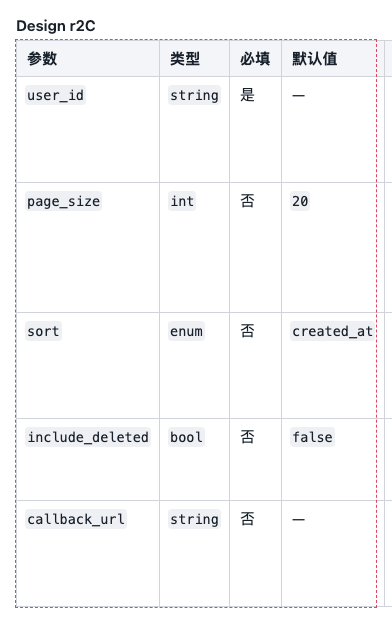 Design r2C
参数 类型 必填 默认值
user_id string 是 —
page_size int 否 20
sort enum 否 created_at
include_deleted bool 否 false
callback_url string 否 —